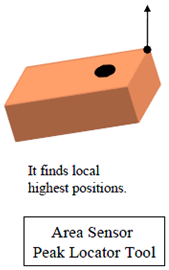 It finds local
highest positions.
Area Sensor
Peak Locator Tool